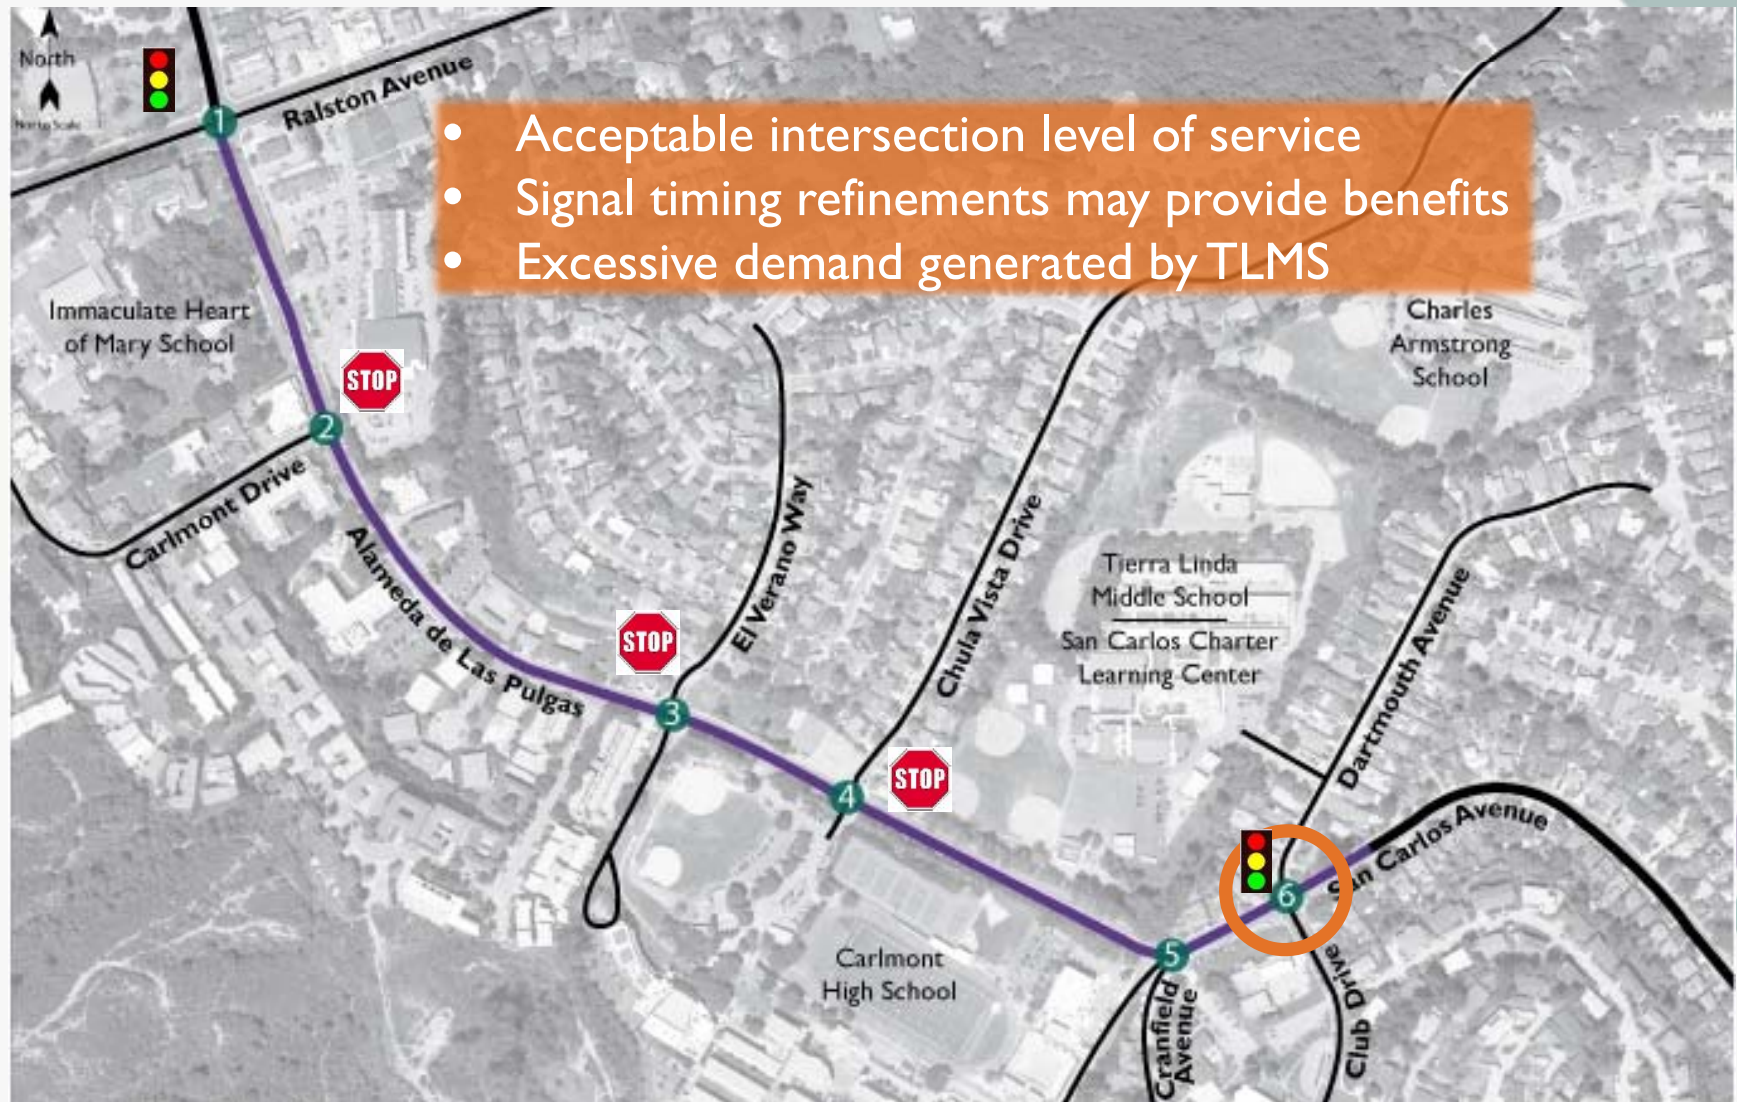 North
Not to Scale
1
Ralston Avenue
• Acceptable intersection level of service
• Signal timing refinements may provide benefits
• Excessive demand generated by TLMS
Immaculate Heart
of Mary School
Charles
Armstrong
School
STOP
2
Carlmont Drive
Alameda de Las Pulgas
El Verano Way
Chula Vista Drive
Tierra Linda
Middle School
San Carlos Charter
Learning Center
Dartmouth Avenue
STOP
3
STOP
4
San Carlos Avenue
6
5
Carlmont
High School
Cranfield
Avenue
Club Drive